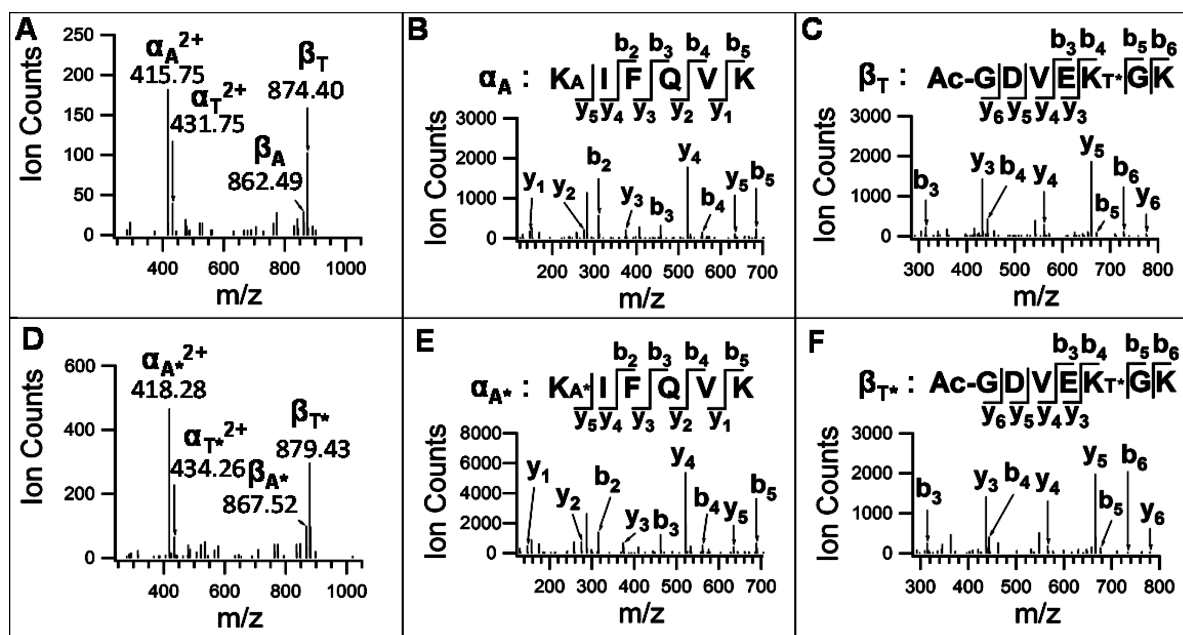 A
250
200
150
100
50
0
Ion Counts
αA2+
415.75
αT2+
431.75
βA
862.49
βT
874.40
400 600 800 1000
m/z
B
αA : KA I F Q V K
b2 b3 b4 b5
y5 y4 y3 y2 y1
3000
2000
1000
0
Ion Counts
y1 y2 b2 y3 b3 y4 b4 y5 b5
200 300 400 500 600 700
m/z
C
βT : Ac-G D V E KT* G K
b3 b4 b5 b6
y6 y5 y4 y3
3000
2000
1000
0
Ion Counts
b3 y3 b4 y4 y5 b5 b6 y6
300 400 500 600 700 800
m/z
D
600
400
200
0
Ion Counts
αA*2+
418.28
αT*2+
434.26
βA*
867.52
βT*
879.43
400 600 800 1000
m/z
E
αA* : KA* I F Q V K
b2 b3 b4 b5
y5 y4 y3 y2 y1
8000
6000
4000
2000
0
Ion Counts
y1 y2 b2 y3 b3 y4 b4 y5 b5
200 300 400 500 600 700
m/z
F
βT* : Ac-G D V E KT* G K
b3 b4 b5 b6
y6 y5 y4 y3
3000
2000
1000
0
Ion Counts
b3 y3 b4 y4 y5 b5 b6 y6
300 400 500 600 700 800
m/z